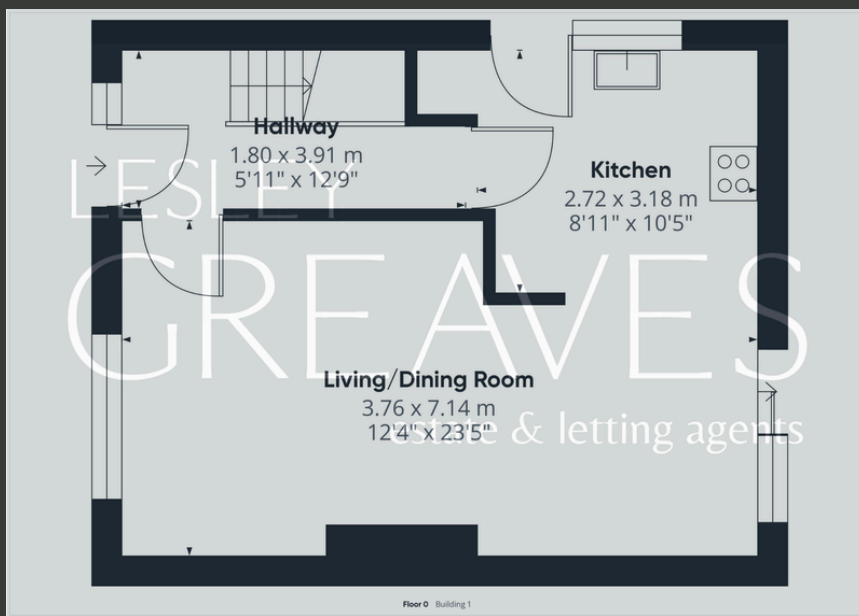 Hallway
1.80 x 3.91 m
5'11" x 12'9"
Kitchen
2.72 x 3.18 m
8'11" x 10'5"
LESLEY
GREAVES
estate & letting agents
Living/Dining Room
3.76 x 7.14 m
12'4" x 23'5"
Floor 0 Building 1